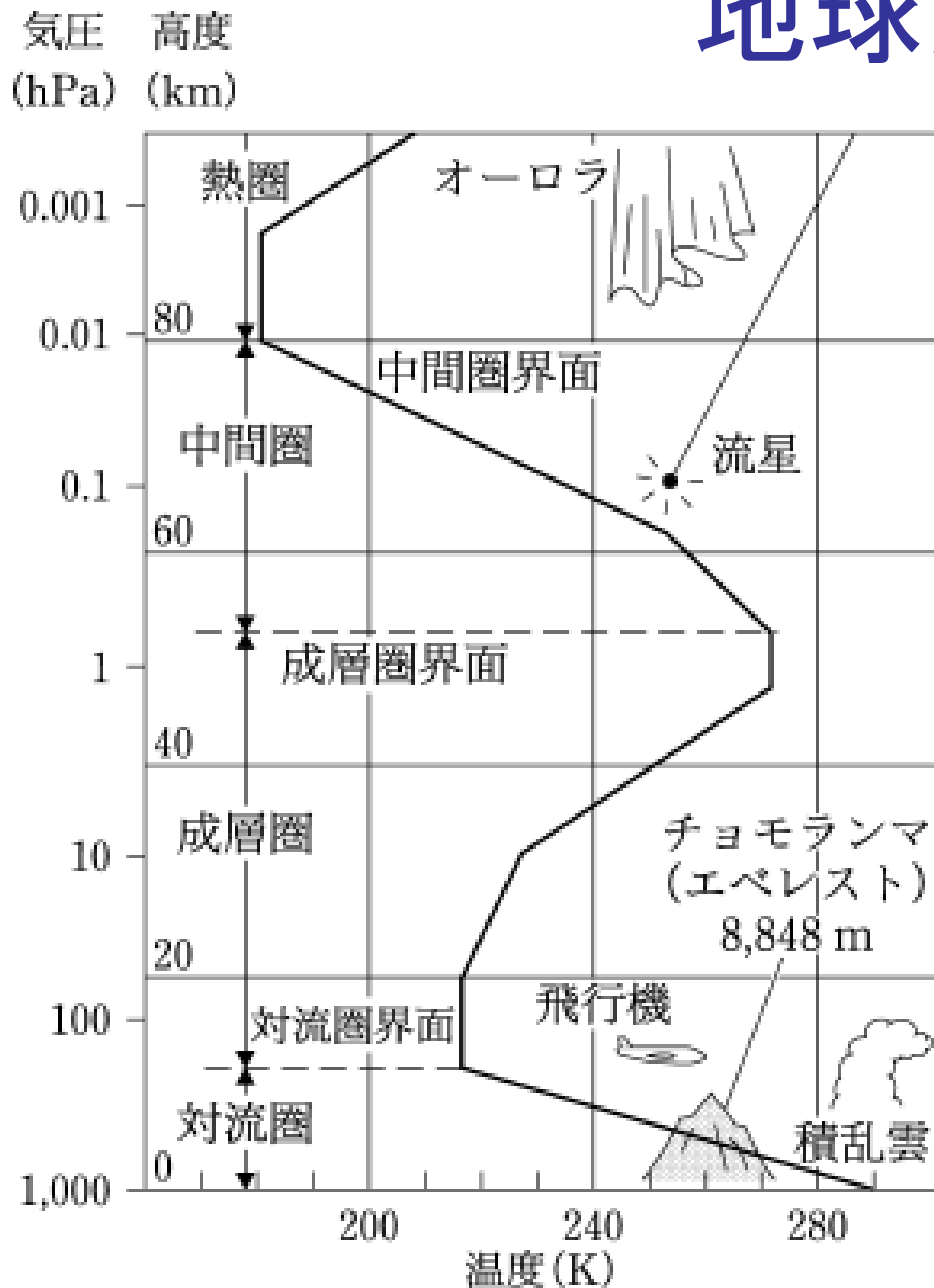 地球
気圧 高度
(hPa) (km)
熱圏
オーロラ
0.001
80
0.01
中間圏界面
中間圏
流星
0.1
60
成層圏界面
1
40
成層圏
チョモランマ
(エベレスト)
8,848 m
10
20
飛行機
100
対流圏界面
対流圏
積乱雲
0
1,000
200 240 280
温度(K)